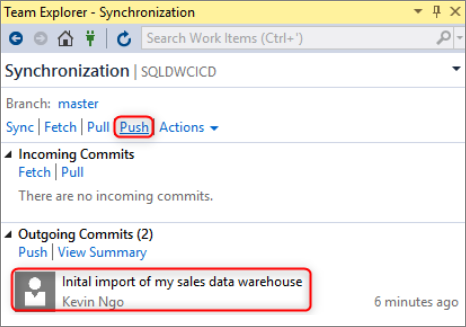 Team Explorer - Synchronization
Search Work Items (Ctrl+')
Synchronization | SQLDWCICD
Branch: master
Sync | Fetch | Pull | Push | Actions
Incoming Commits
Fetch | Pull
There are no incoming commits.
Outgoing Commits (2)
Push | View Summary
Inital import of my sales data warehouse
Kevin Ngo 6 minutes ago